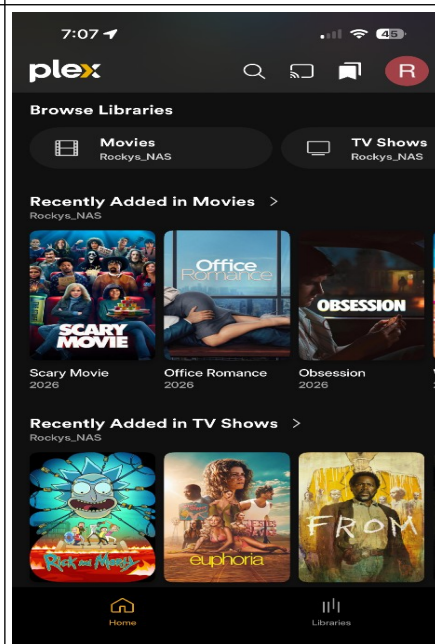 7:07
45
plex
R
Browse Libraries
Movies
Rockys_NAS
TV Shows
Rockys_NAS
Recently Added in Movies >
Rockys_NAS
SCARY
MOVIE
Office
Romance
OBSESSION
Scary Movie
2026
Office Romance
2026
Obsession
2026
Recently Added in TV Shows >
Rockys_NAS
Rick and Morty
euphoria
FROM
Home
Libraries